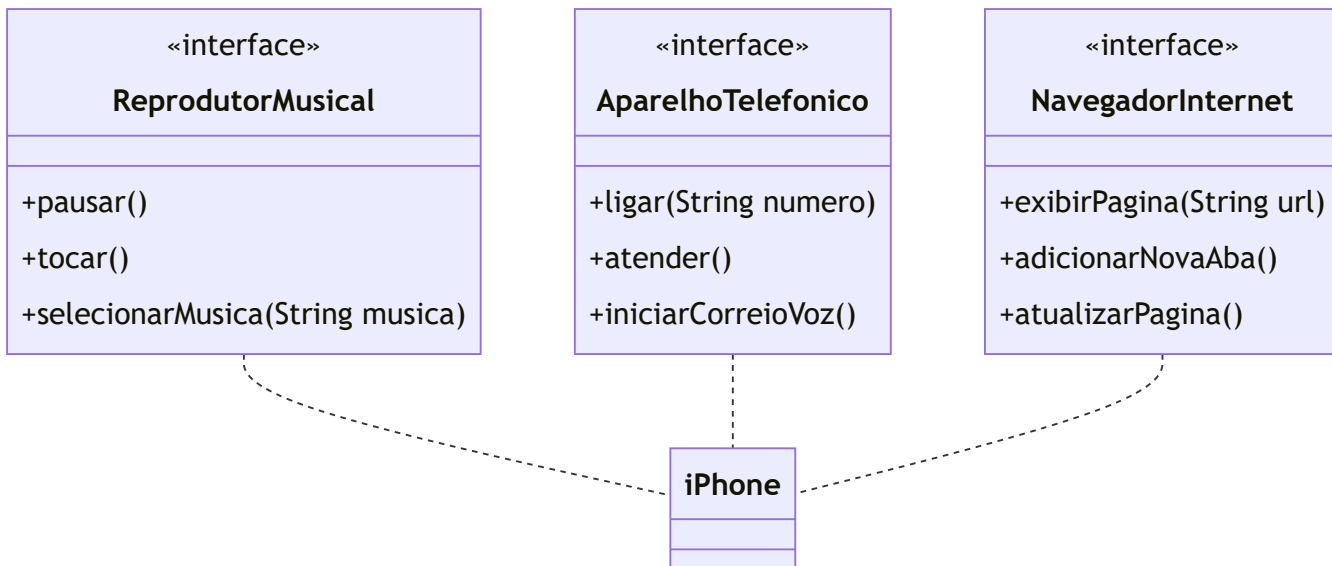 «interface»
ReprodutorMusical
+pausar()
+tocar()
+selecionarMusica(String musica)
«interface»
AparelhoTelefonico
+ligar(String numero)
+atender()
+iniciarCorreioVoz()
«interface»
NavegadorInternet
+exibirPagina(String url)
+adicionarNovaAba()
+atualizarPagina()
iPhone